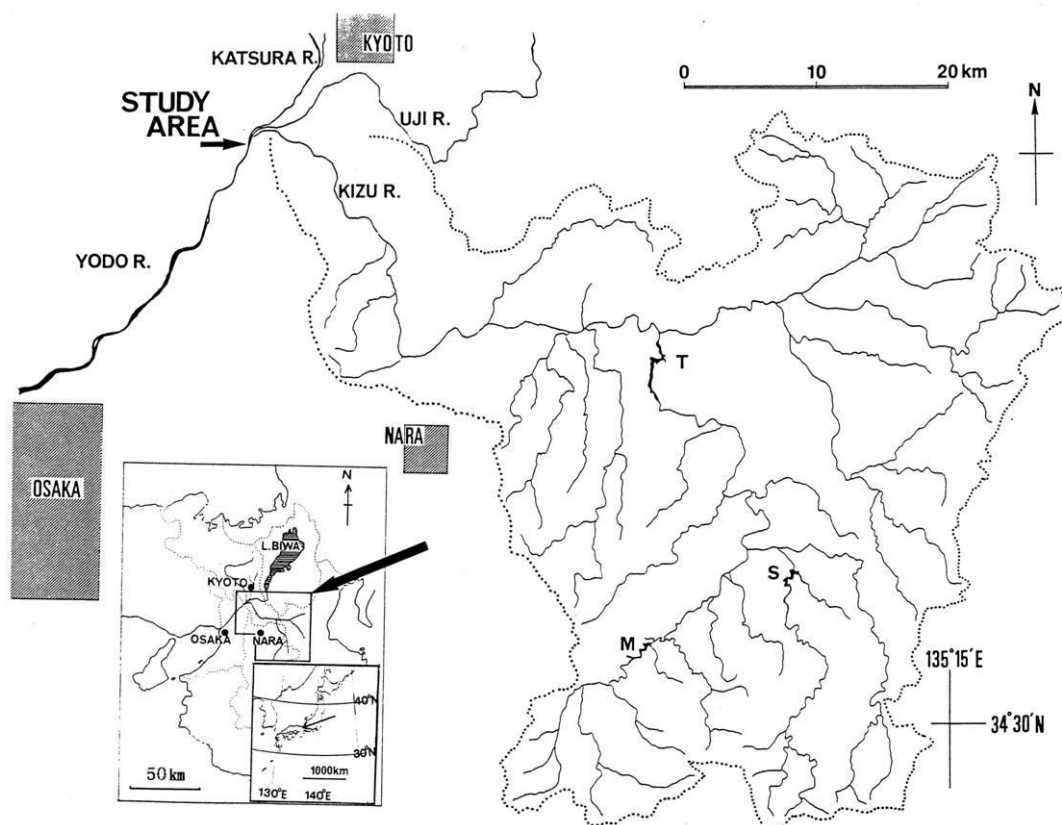 KYOTO
KATSURA R.
0 10 20 km
STUDY
AREA
UJI R.
N
KIZU R.
YODO R.
T
NARA
OSAKA
N
L.BIWA
KYOTO
S
OSAKA
NARA
M
135°15′E
34°30′N
40°N
30°N
50 km
1000km
130°E 140°E